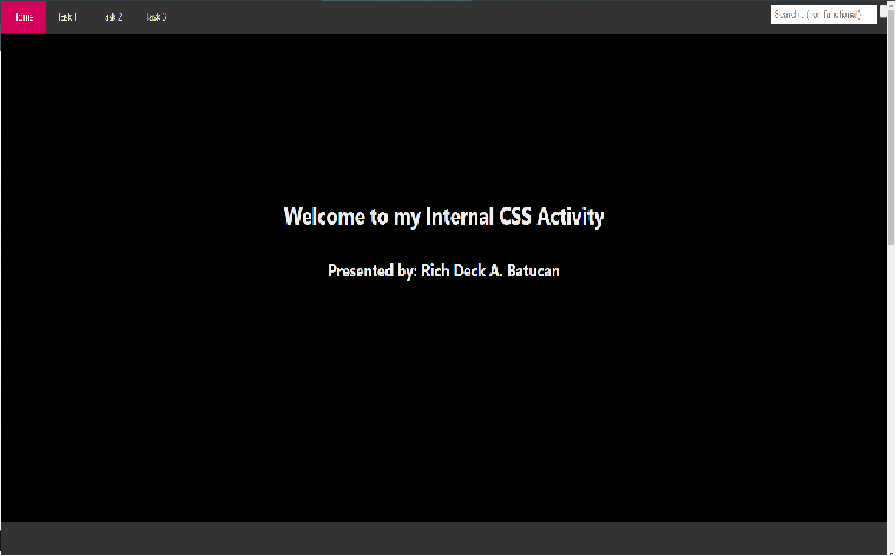 Home Task 1 Task 2 Task 3 Search... (non functional)
Welcome to my Internal CSS Activity
Presented by: Rich Deck A. Batucan